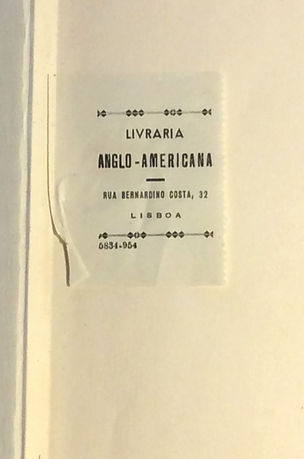 LIVRARIA
ANGLO-AMERICANA
RUA BERNARDINO COSTA, 32
LISBOA
5834-954